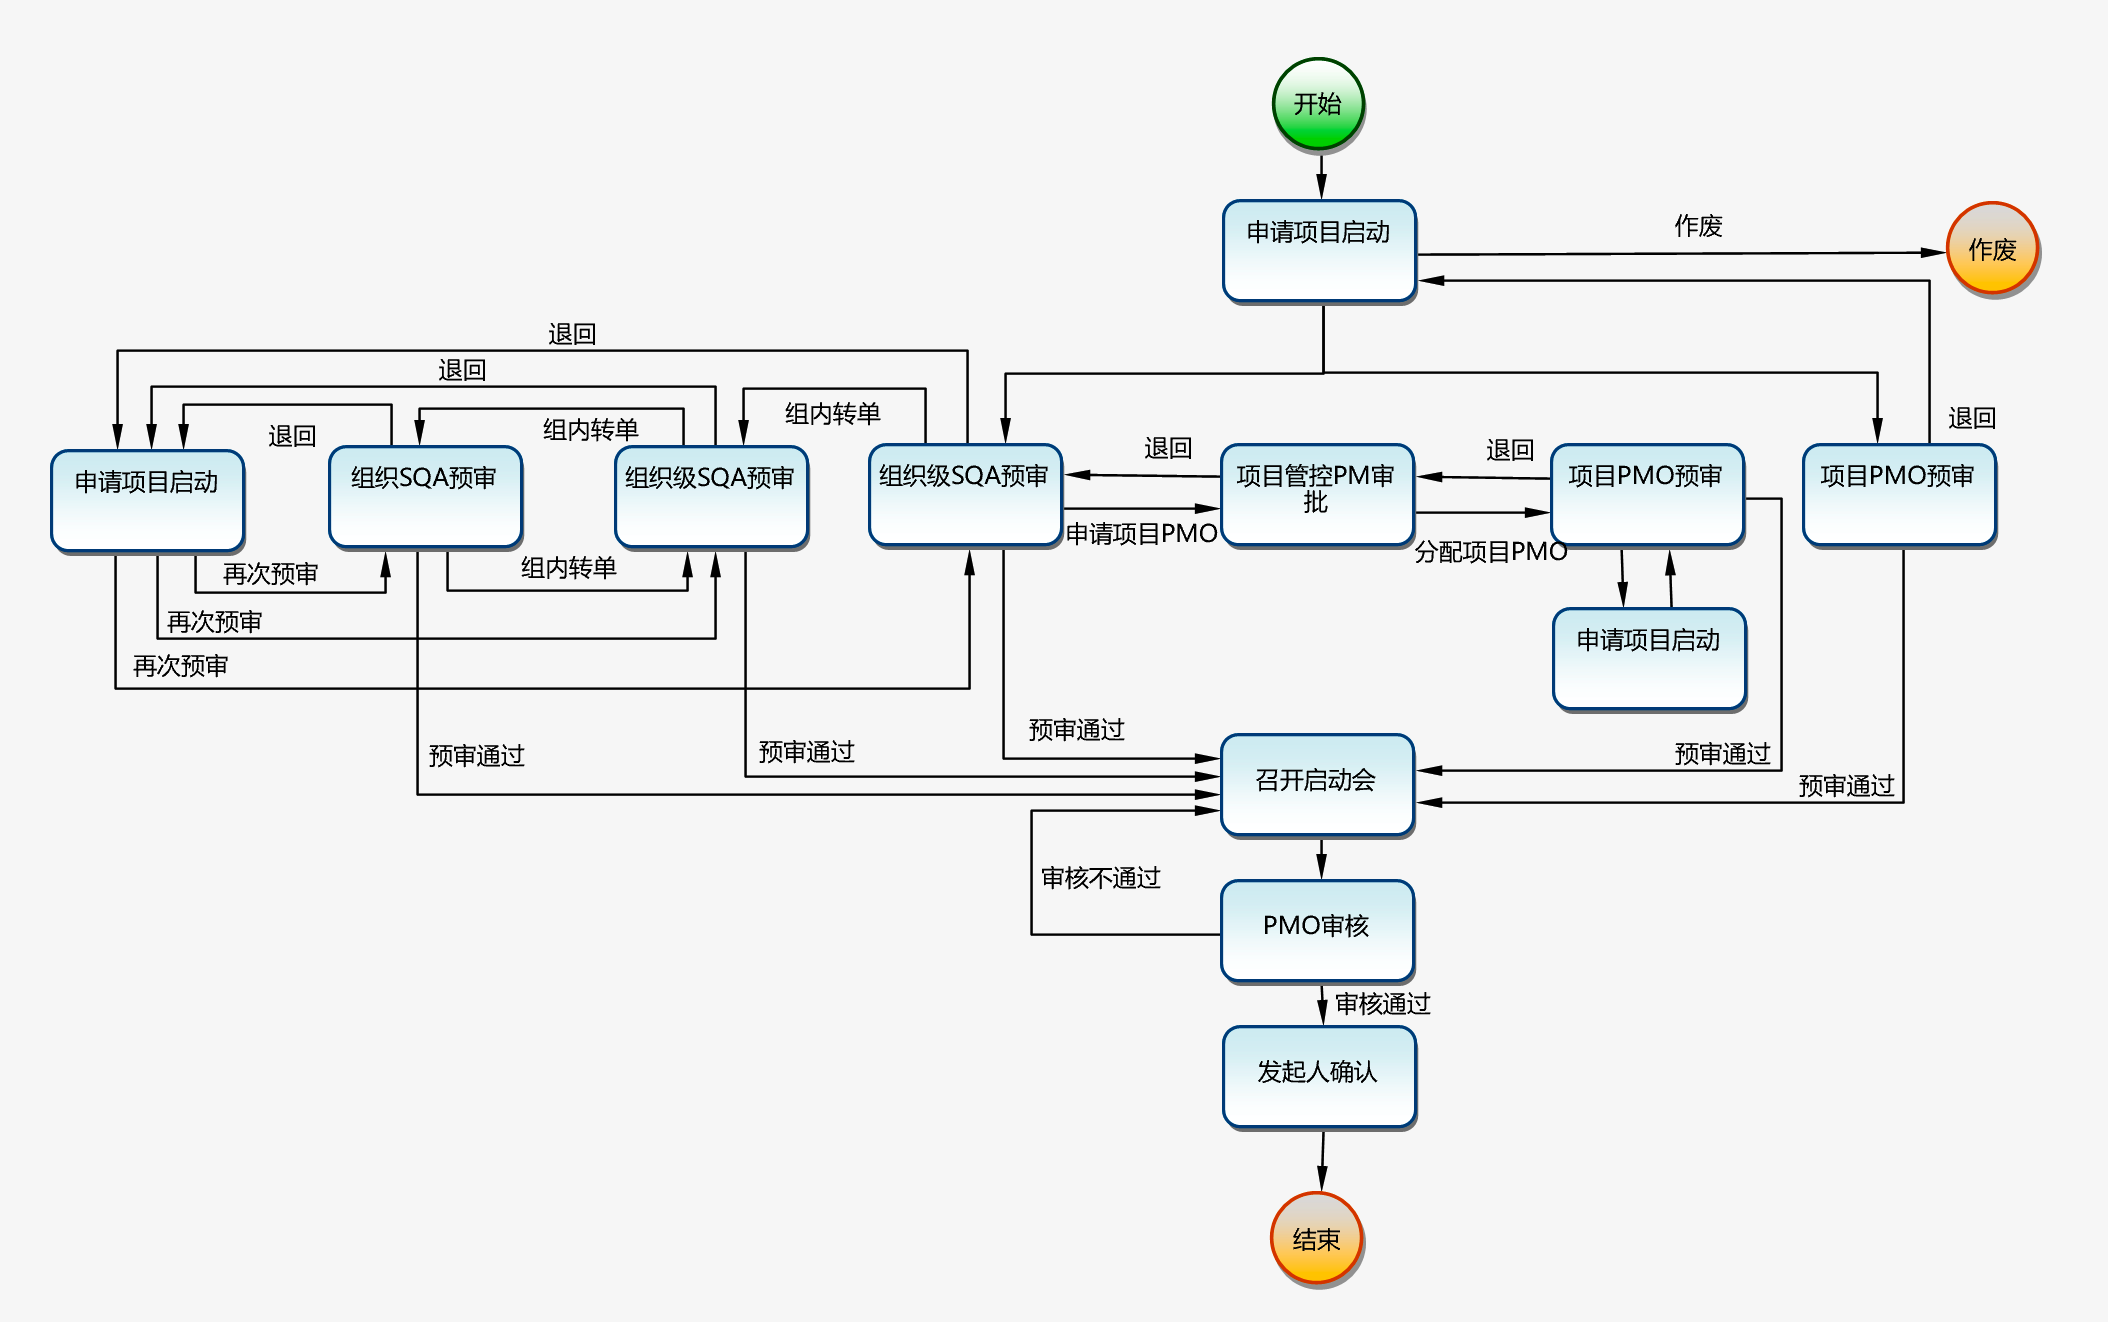 开始
申请项目启动
作废
作废
退回
退回
组内转单
组内转单
退回
退回
退回
退回
申请项目启动
组织SQA预审
组织级SQA预审
组织级SQA预审
项目管控PM审
批
项目PMO预审
项目PMO预审
申请项目PMO
分配项目PMO
再次预审
组内转单
再次预审
再次预审
申请项目启动
预审通过
预审通过
预审通过
预审通过
预审通过
召开启动会
审核不通过
PMO审核
审核通过
发起人确认
结束